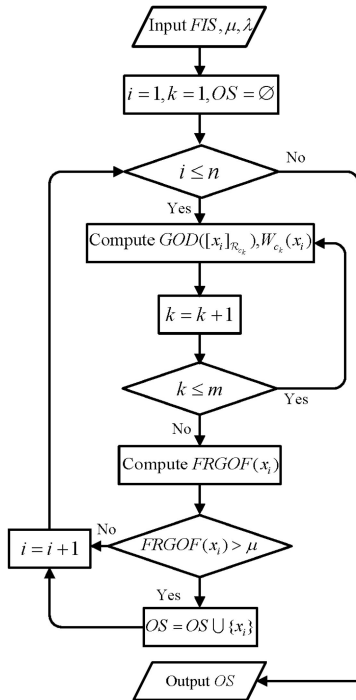 Input FIS, μ, λ
i = 1, k = 1, OS = ∅
i ≤ n
No
Yes
Compute GOD([x_i]_{ℛ_{c_k}}), W_{c_k}(x_i)
k = k + 1
k ≤ m
Yes
No
Compute FRGOF(x_i)
No
FRGOF(x_i) > μ
i = i + 1
Yes
OS = OS ∪ {x_i}
Output OS